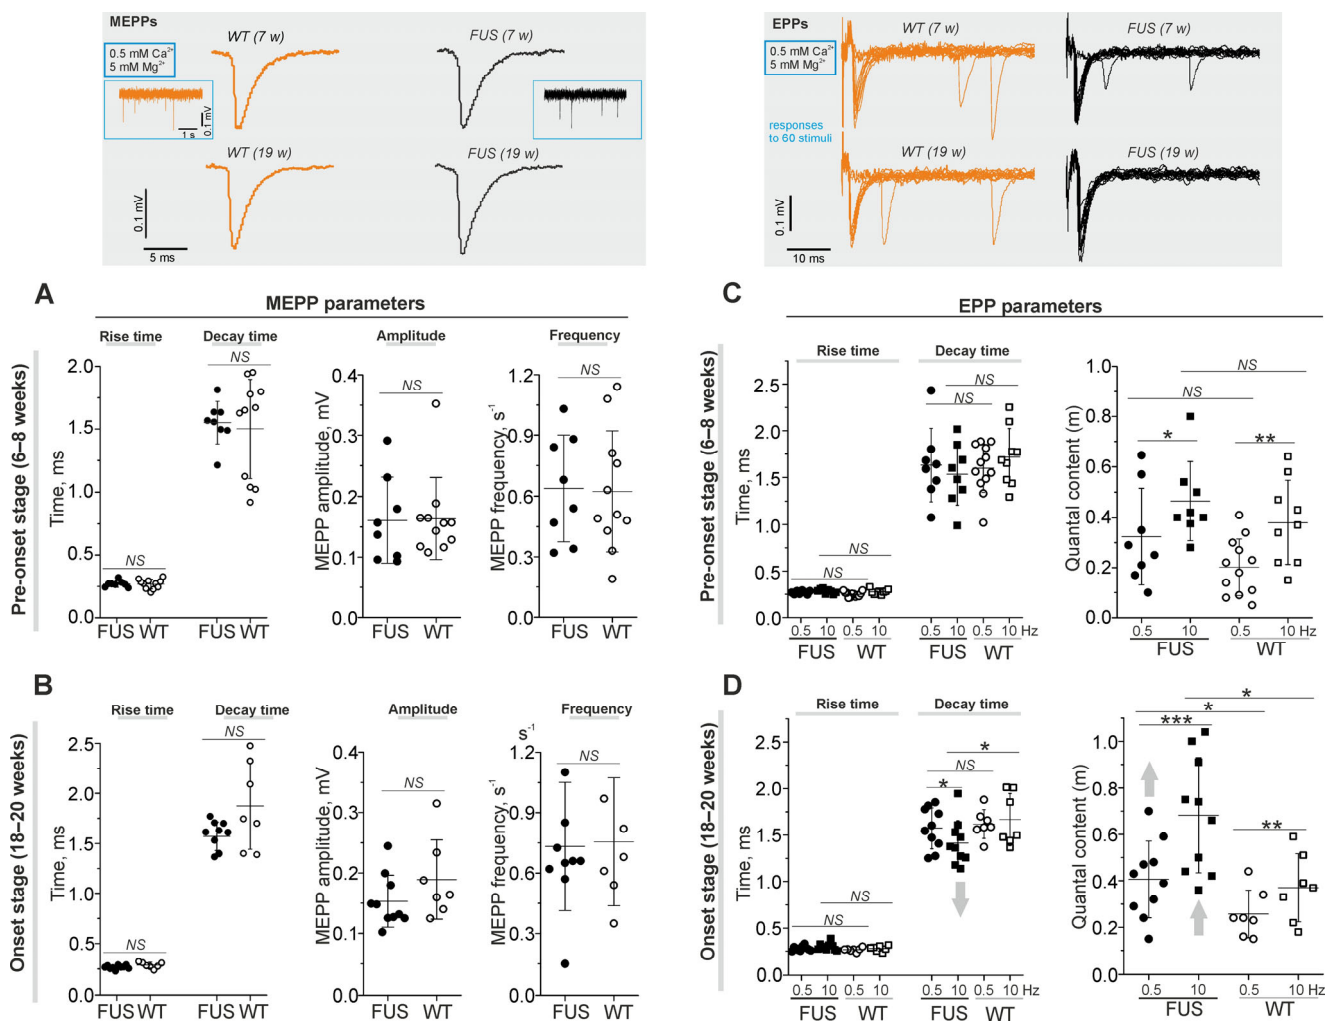 MEPPs
0.5 mM Ca²⁺
5 mM Mg²⁺
WT (7 w)
FUS (7 w)
0.1 mV
1 s
WT (19 w)
FUS (19 w)
0.1 mV
5 ms
EPPs
0.5 mM Ca²⁺
5 mM Mg²⁺
WT (7 w)
FUS (7 w)
responses
to 60 stimuli
WT (19 w)
FUS (19 w)
0.1 mV
10 ms
A
MEPP parameters
Pre-onset stage (6–8 weeks)
Rise time
Decay time
Amplitude
Frequency
Time, ms
2.0
1.5
1.0
0.5
0.0
NS
NS
FUS WT
FUS WT
MEPP amplitude, mV
0.4
0.3
0.2
0.1
0.0
NS
FUS WT
MEPP frequency, s⁻¹
1.2
0.9
0.6
0.3
0.0
NS
FUS WT
B
Onset stage (18–20 weeks)
Rise time
Decay time
Amplitude
Frequency
Time, ms
2.5
2.0
1.5
1.0
0.5
0.0
NS
NS
FUS WT
FUS WT
MEPP amplitude, mV
0.4
0.3
0.2
0.1
0.0
NS
FUS WT
s⁻¹
MEPP frequency, s⁻¹
1.2
0.9
0.6
0.3
0.0
NS
FUS WT
C
EPP parameters
Pre-onset stage (6–8 weeks)
Rise time
Decay time
Time, ms
2.5
2.0
1.5
1.0
0.5
0.0
NS
NS
NS
NS
0.5 10 0.5 10
FUS WT
0.5 10 0.5 10 Hz
FUS WT
Quantal content (m)
1.0
0.8
0.6
0.4
0.2
0.0
NS
NS
*
**
0.5 10 0.5 10 Hz
FUS WT
D
Onset stage (18–20 weeks)
Rise time
Decay time
Time, ms
2.5
2.0
1.5
1.0
0.5
0.0
NS
NS
*
NS
*
0.5 10 0.5 10
FUS WT
0.5 10 0.5 10 Hz
FUS WT
Quantal content (m)
1.0
0.8
0.6
0.4
0.2
0.0
*
*
***
**
0.5 10 0.5 10 Hz
FUS WT